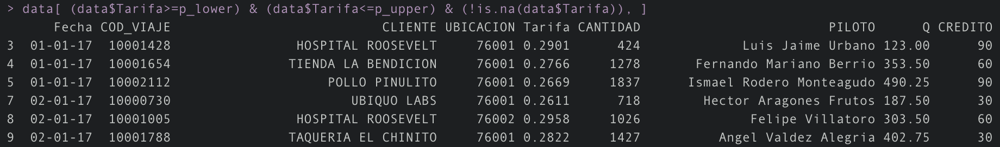 > data[ (data$Tarifa>=p_lower) & (data$Tarifa<=p_upper) & (!is.na(data$Tarifa)), ]
Fecha COD_VIAJE CLIENTE UBICACION Tarifa CANTIDAD PILOTO Q CREDITO
3 01-01-17 10001428 HOSPITAL ROOSEVELT 76001 0.2901 424 Luis Jaime Urbano 123.00 90
4 01-01-17 10001654 TIENDA LA BENDICION 76001 0.2766 1278 Fernando Mariano Berrio 353.50 60
5 01-01-17 10002112 POLLO PINULITO 76001 0.2669 1837 Ismael Rodero Monteagudo 490.25 90
7 02-01-17 10000730 UBIQUO LABS 76001 0.2611 718 Hector Aragones Frutos 187.50 30
8 02-01-17 10001005 HOSPITAL ROOSEVELT 76002 0.2958 1026 Felipe Villatoro 303.50 60
9 02-01-17 10001788 TAQUERIA EL CHINITO 76001 0.2822 1427 Angel Valdez Alegria 402.75 30